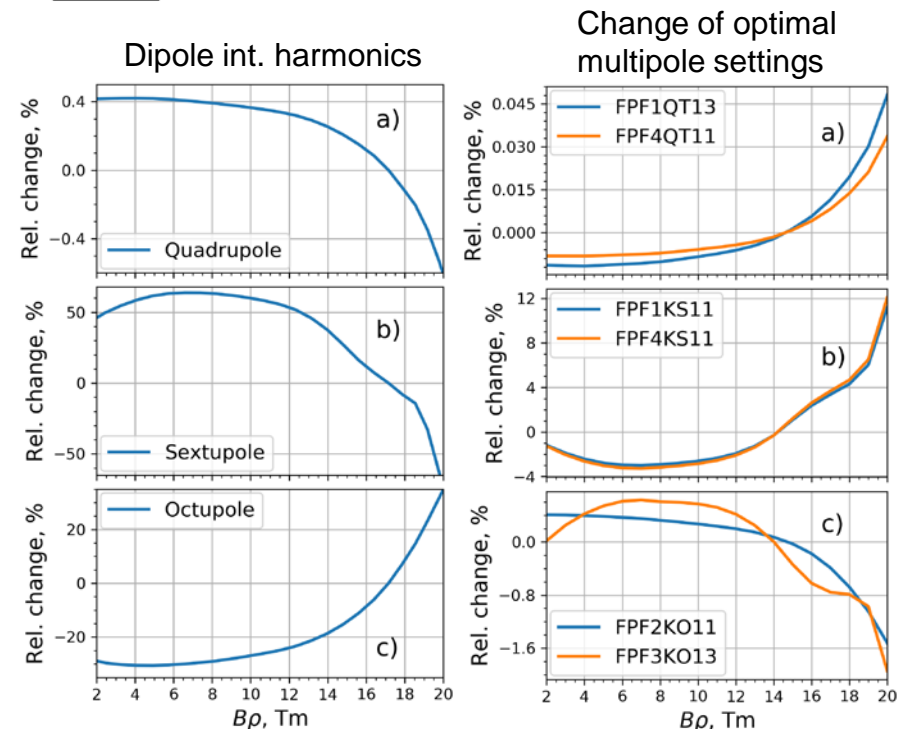 Dipole int. harmonics
Change of optimal
multipole settings
Rel. change, %
0.4
0.0
−0.4
a)
Quadrupole
Rel. change, %
50
0
−50
b)
Sextupole
Rel. change, %
20
0
−20
Octupole
c)
2 4 6 8 10 12 14 16 18 20
Bρ, Tm
Rel. change, %
0.045
0.030
0.015
0.000
FPF1QT13
FPF4QT11
a)
Rel. change, %
12
8
4
0
−4
FPF1KS11
FPF4KS11
b)
Rel. change, %
0.0
−0.8
−1.6
c)
FPF2KO11
FPF3KO13
2 4 6 8 10 12 14 16 18 20
Bρ, Tm